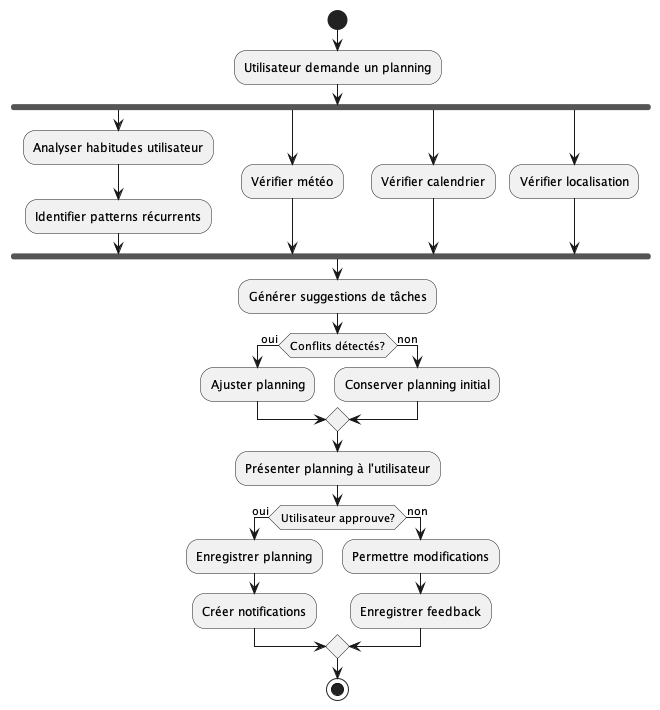 Utilisateur demande un planning
Analyser habitudes utilisateur
Vérifier météo
Vérifier calendrier
Vérifier localisation
Identifier patterns récurrents
Générer suggestions de tâches
oui
Conflits détectés?
non
Ajuster planning
Conserver planning initial
Présenter planning à l'utilisateur
oui
Utilisateur approuve?
non
Enregistrer planning
Permettre modifications
Créer notifications
Enregistrer feedback